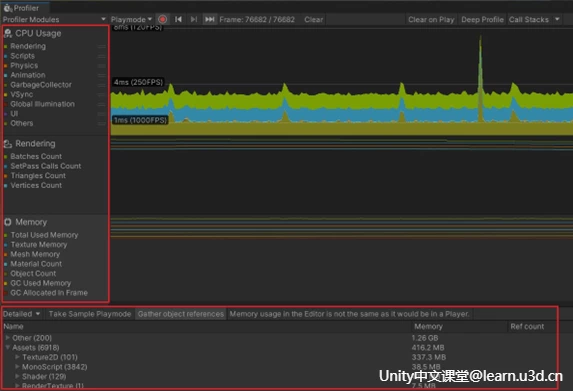 Profiler
Profiler Modules Playmode Frame: 76682 / 76682 Clear Clear on Play Deep Profile Call Stacks
CPU Usage
Rendering
Scripts
Physics
Animation
GarbageCollector
VSync
Global Illumination
UI
Others
8ms (120FPS)
4ms (250FPS)
1ms (1000FPS)
Rendering
Batches Count
SetPass Calls Count
Triangles Count
Vertices Count
Memory
Total Used Memory
Texture Memory
Mesh Memory
Material Count
Object Count
GC Used Memory
GC Allocated In Frame
Detailed Take Sample Playmode Gather object references Memory usage in the Editor is not the same as it would be in a Player.
Name Memory Ref count
Other (200) 1.26 GB
Assets (6918) 416.2 MB
Texture2D (101) 337.3 MB
MonoScript (3842) 38.5 MB
Shader (129)
RenderTexture (1) 7.5 MB
Unity中文课堂@learn.u3d.cn